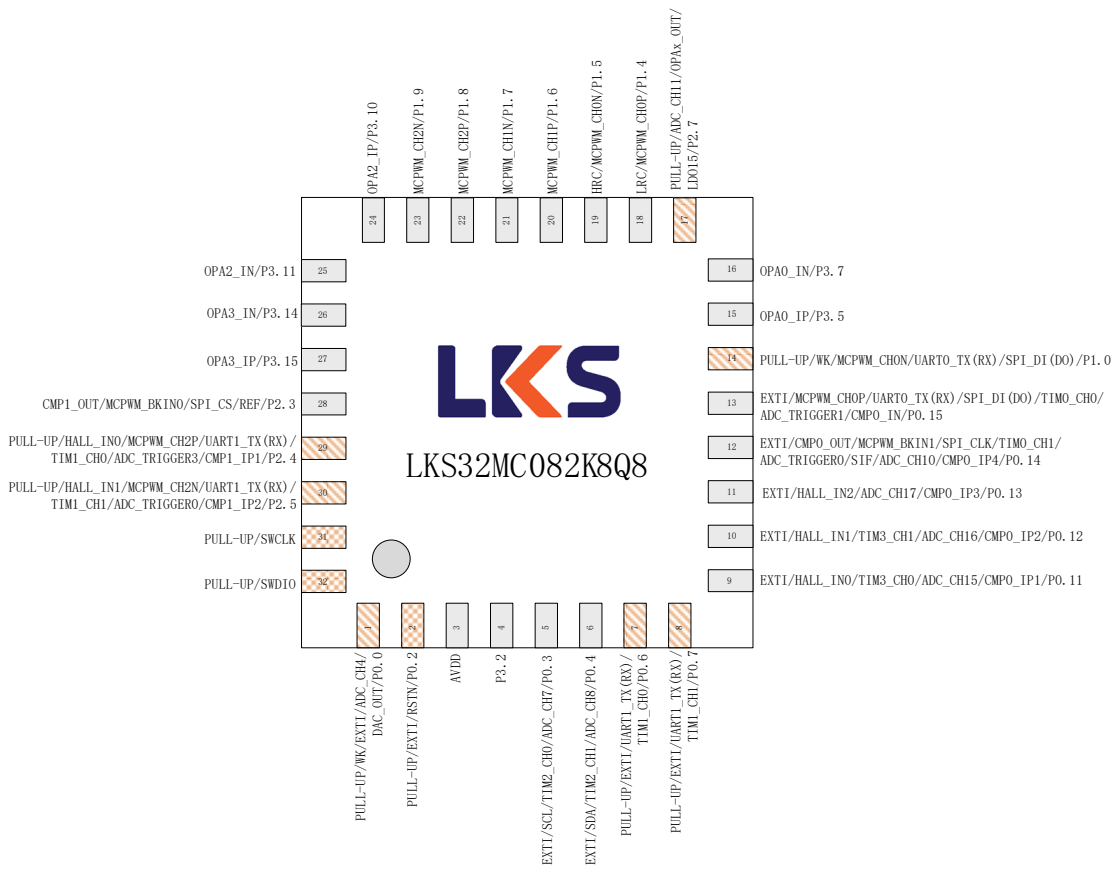 OPA2_IP/P3.10
MCPWM_CH2N/P1.9
MCPWM_CH2P/P1.8
MCPWM_CH1N/P1.7
MCPWM_CH1P/P1.6
HRC/MCPWM_CH0N/P1.5
LRC/MCPWM_CH0P/P1.4
PULL-UP/ADC_CH11/OPAx_OUT/
LDO15/P2.7
24
23
22
21
20
19
18
17
OPA2_IN/P3.11
25
OPA3_IN/P3.14
26
OPA3_IP/P3.15
27
CMP1_OUT/MCPWM_BKIN0/SPI_CS/REF/P2.3
28
PULL-UP/HALL_IN0/MCPWM_CH2P/UART1_TX(RX)/
TIM1_CH0/ADC_TRIGGER3/CMP1_IP1/P2.4
29
PULL-UP/HALL_IN1/MCPWM_CH2N/UART1_TX(RX)/
TIM1_CH1/ADC_TRIGGER0/CMP1_IP2/P2.5
30
PULL-UP/SWCLK
31
PULL-UP/SWDIO
32
LKS
LKS32MC082K8Q8
16
OPA0_IN/P3.7
15
OPA0_IP/P3.5
14
PULL-UP/WK/MCPWM_CH0N/UART0_TX(RX)/SPI_DI(DO)/P1.0
13
EXTI/MCPWM_CH0P/UART0_TX(RX)/SPI_DI(DO)/TIM0_CH0/
ADC_TRIGGER1/CMP0_IN/P0.15
12
EXTI/CMP0_OUT/MCPWM_BKIN1/SPI_CLK/TIM0_CH1/
ADC_TRIGGER0/SIF/ADC_CH10/CMP0_IP4/P0.14
11
EXTI/HALL_IN2/ADC_CH17/CMP0_IP3/P0.13
10
EXTI/HALL_IN1/TIM3_CH1/ADC_CH16/CMP0_IP2/P0.12
9
EXTI/HALL_IN0/TIM3_CH0/ADC_CH15/CMP0_IP1/P0.11
1
2
3
4
5
6
7
8
PULL-UP/WK/EXTI/ADC_CH4/
DAC_OUT/P0.0
PULL-UP/EXTI/RSTN/P0.2
AVDD
P3.2
EXTI/SCL/TIM2_CH0/ADC_CH7/P0.3
EXTI/SDA/TIM2_CH1/ADC_CH8/P0.4
PULL-UP/EXTI/UART1_TX(RX)/
TIM1_CH0/P0.6
PULL-UP/EXTI/UART1_TX(RX)/
TIM1_CH1/P0.7